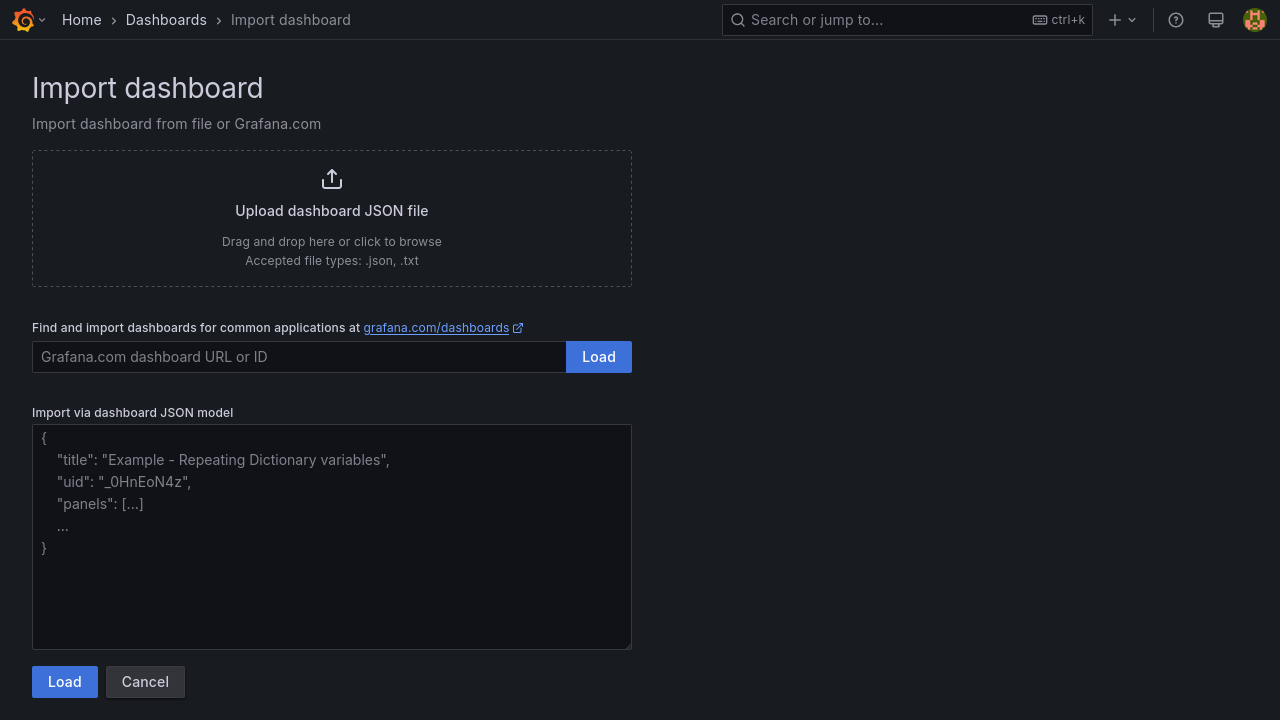 Home > Dashboards > Import dashboard
Search or jump to...
ctrl+k
Import dashboard
Import dashboard from file or Grafana.com
Upload dashboard JSON file
Drag and drop here or click to browse
Accepted file types: .json, .txt
Find and import dashboards for common applications at grafana.com/dashboards
Grafana.com dashboard URL or ID
Load
Import via dashboard JSON model
{
    "title": "Example - Repeating Dictionary variables",
    "uid": "_0HnEoN4z",
    "panels": [...]
    ...
}
Load
Cancel